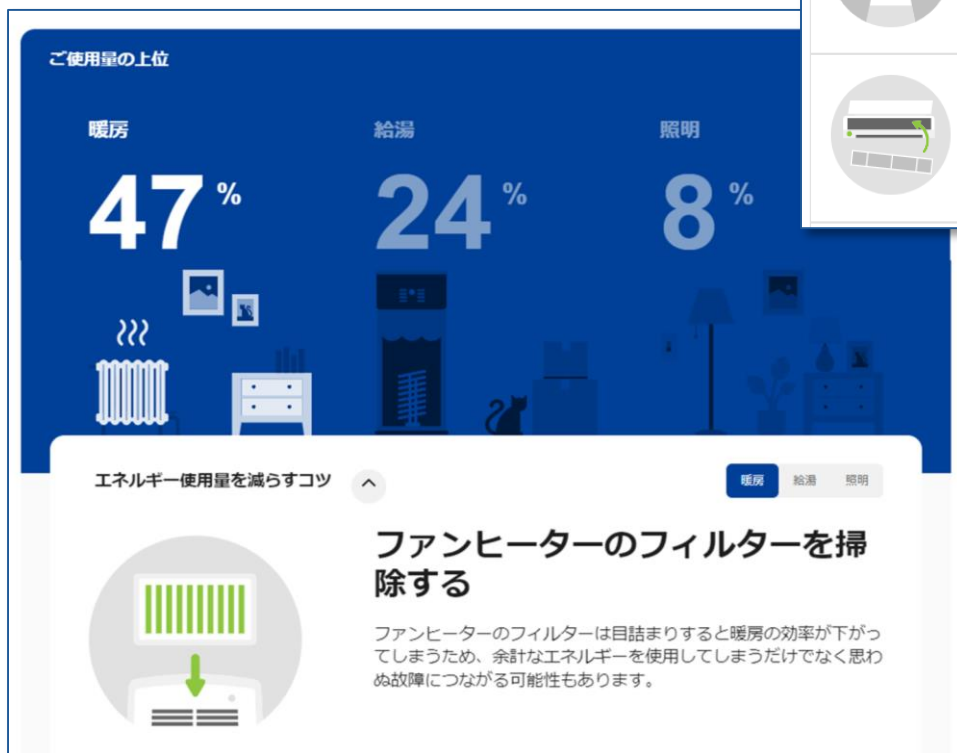 ご使用量の上位
暖房
給湯
照明
47%
24%
8%
エネルギー使用量を減らすコツ
暖房
給湯
照明
ファンヒーターのフィルターを掃
除する
ファンヒーターのフィルターは目詰まりすると暖房の効率が下がっ
てしまうため、余計なエネルギーを使用してしまうだけでなく思わ
ぬ故障につながる可能性もあります。